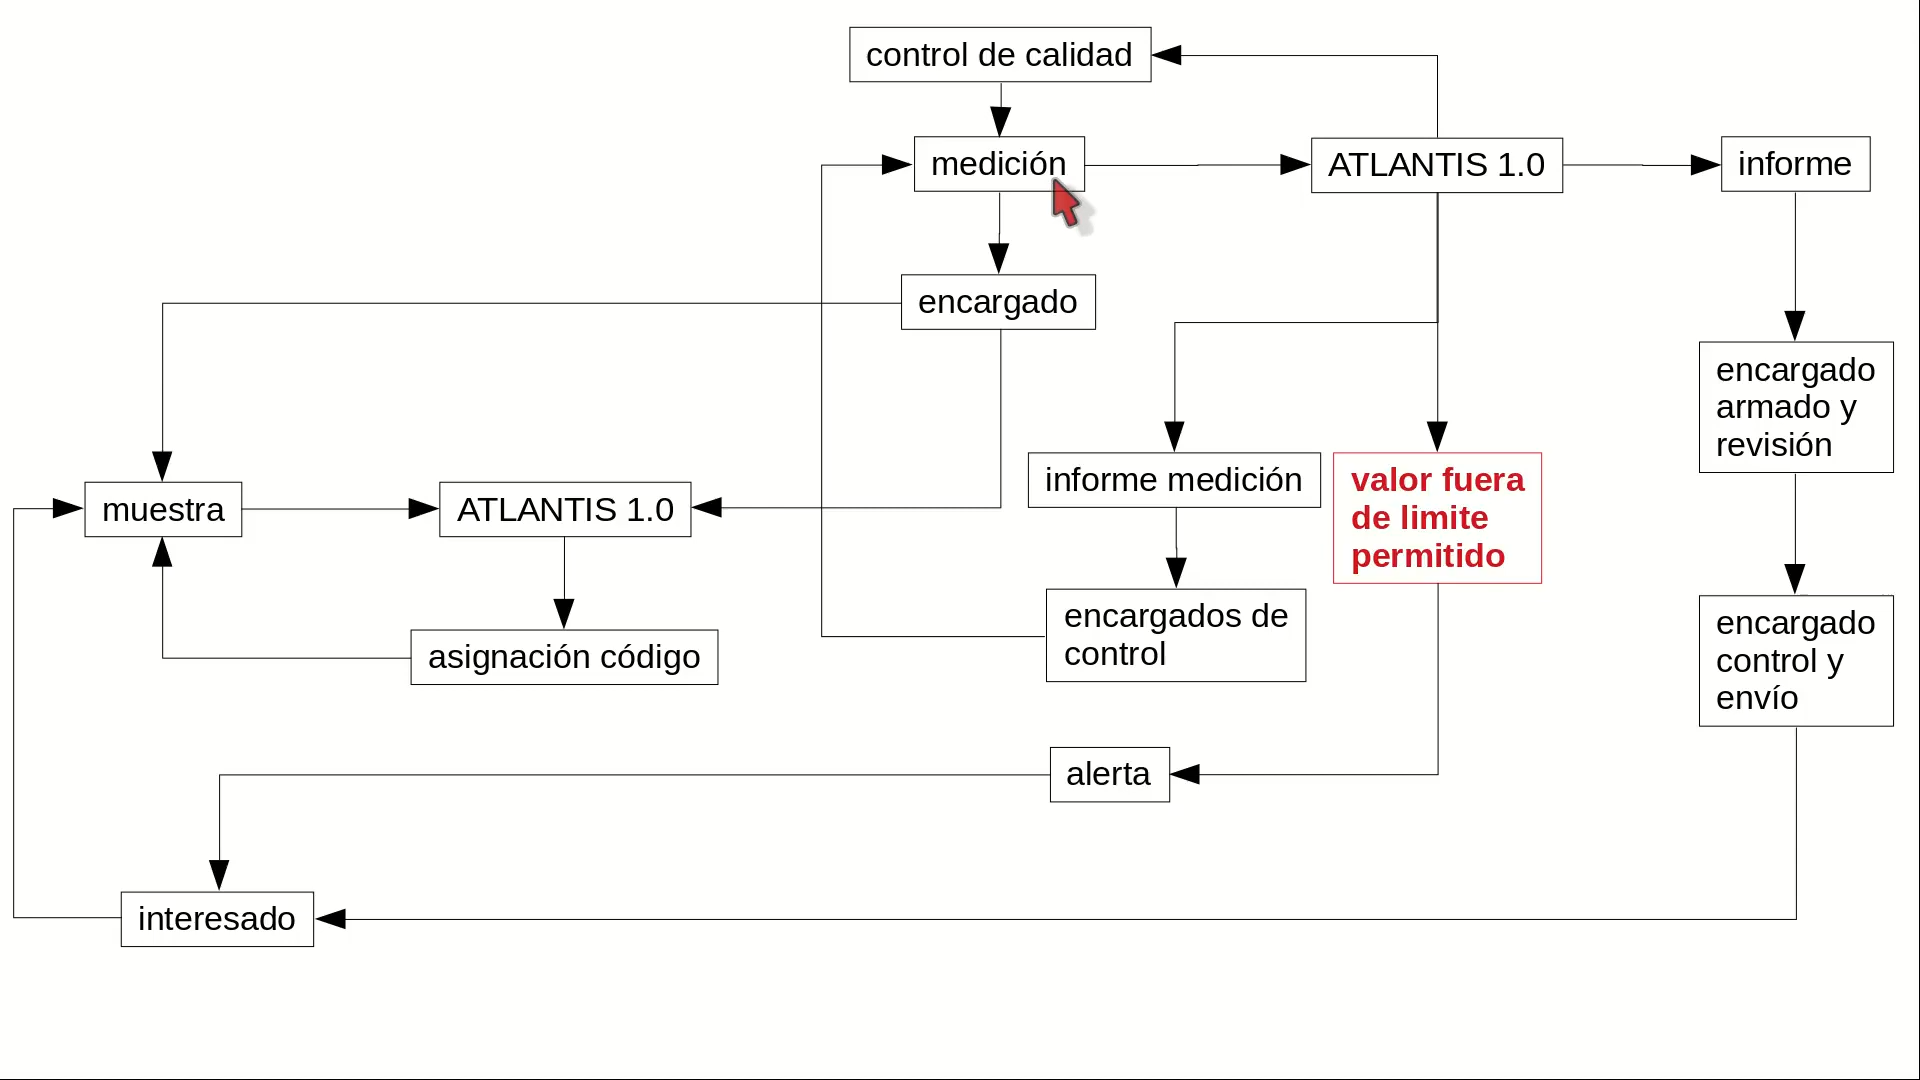 control de calidad
medición
ATLANTIS 1.0
informe
encargado
encargado
armado y
revisión
muestra
ATLANTIS 1.0
informe medición
valor fuera
de limite
permitido
asignación código
encargados de
control
encargado
control y
envío
alerta
interesado